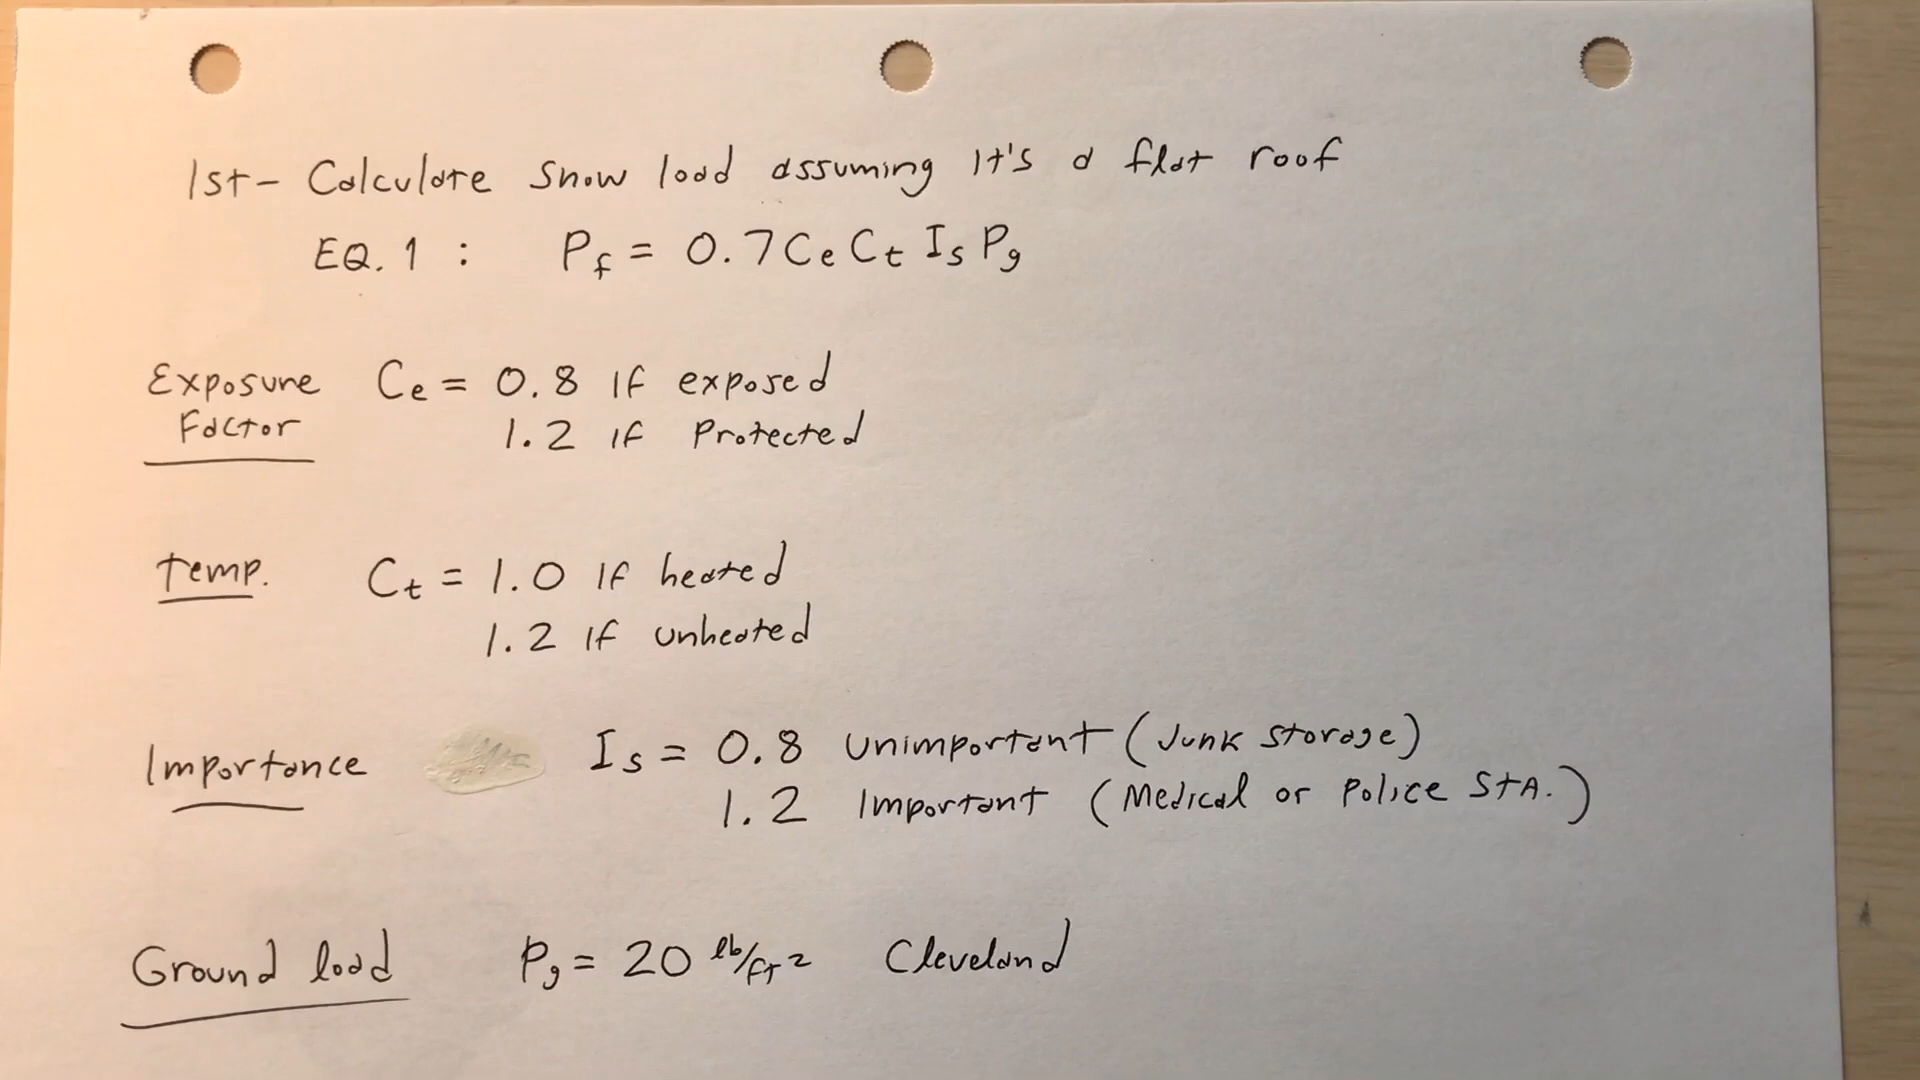 1st - Calculate Snow load assuming it's a flat roof
EQ. 1 : Pf = 0.7 Ce Ct Is Pg
Exposure Factor Ce = 0.8 if exposed
1.2 if Protected
Temp. Ct = 1.0 if heated
1.2 if unheated
Importance Is = 0.8 Unimportant (Junk Storage)
1.2 Important (Medical or Police STA.)
Ground load Pg = 20 lb/ft² Cleveland